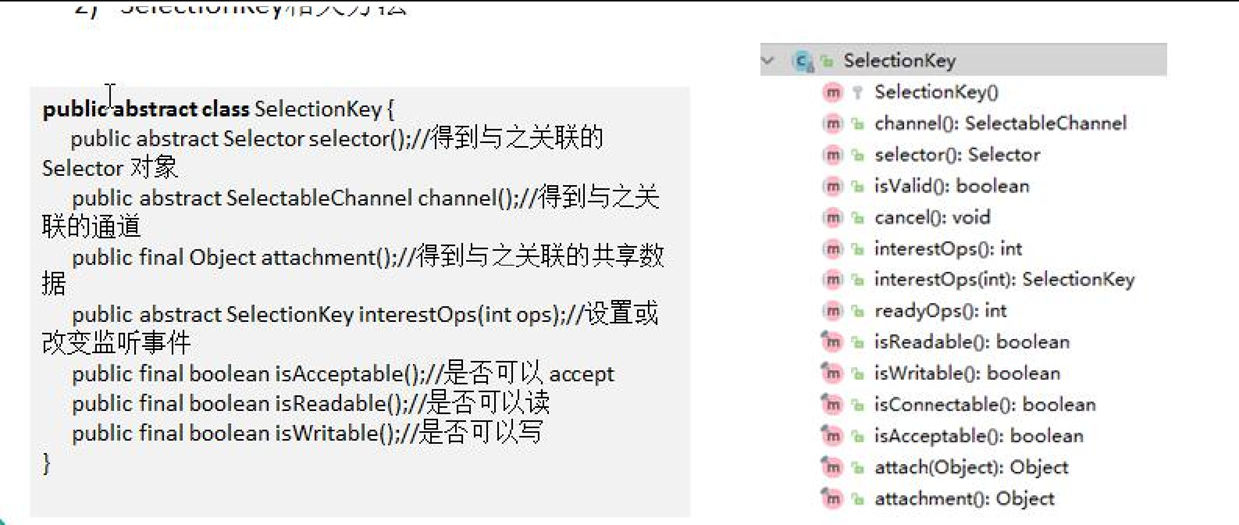 2) SelectionKey相关方法
public abstract class SelectionKey {
public abstract Selector selector();//得到与之关联的
Selector 对象
public abstract SelectableChannel channel();//得到与之关
联的通道
public final Object attachment();//得到与之关联的共享数
据
public abstract SelectionKey interestOps(int ops);//设置或
改变监听事件
public final boolean isAcceptable();//是否可以 accept
public final boolean isReadable();//是否可以读
public final boolean isWritable();//是否可以写
}
SelectionKey
SelectionKey()
channel(): SelectableChannel
selector(): Selector
isValid(): boolean
cancel(): void
interestOps(): int
interestOps(int): SelectionKey
readyOps(): int
isReadable(): boolean
isWritable(): boolean
isConnectable(): boolean
isAcceptable(): boolean
attach(Object): Object
attachment(): Object